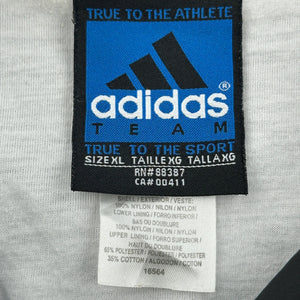 TRUE TO THE ATHLETE
adidas®
TEAM
TRUE TO THE SPORT
SIZE XL TAILLE XG TALLA XG
RN#88387
CA#00411
SHELL / EXTERIOR / VESTE:
100% NYLON / NILON / NYLON
LOWER LINING / FORRO INFERIOR /
BAS OU DOUBLURE
100% NYLON / NILON / NYLON
UPPER LINING / FORRO SUPERIOR /
HAUT DU DOUBLURE
65% POLYESTER / POLIESTER / POLYESTER
35% COTTON / ALGODON / COTON
16564